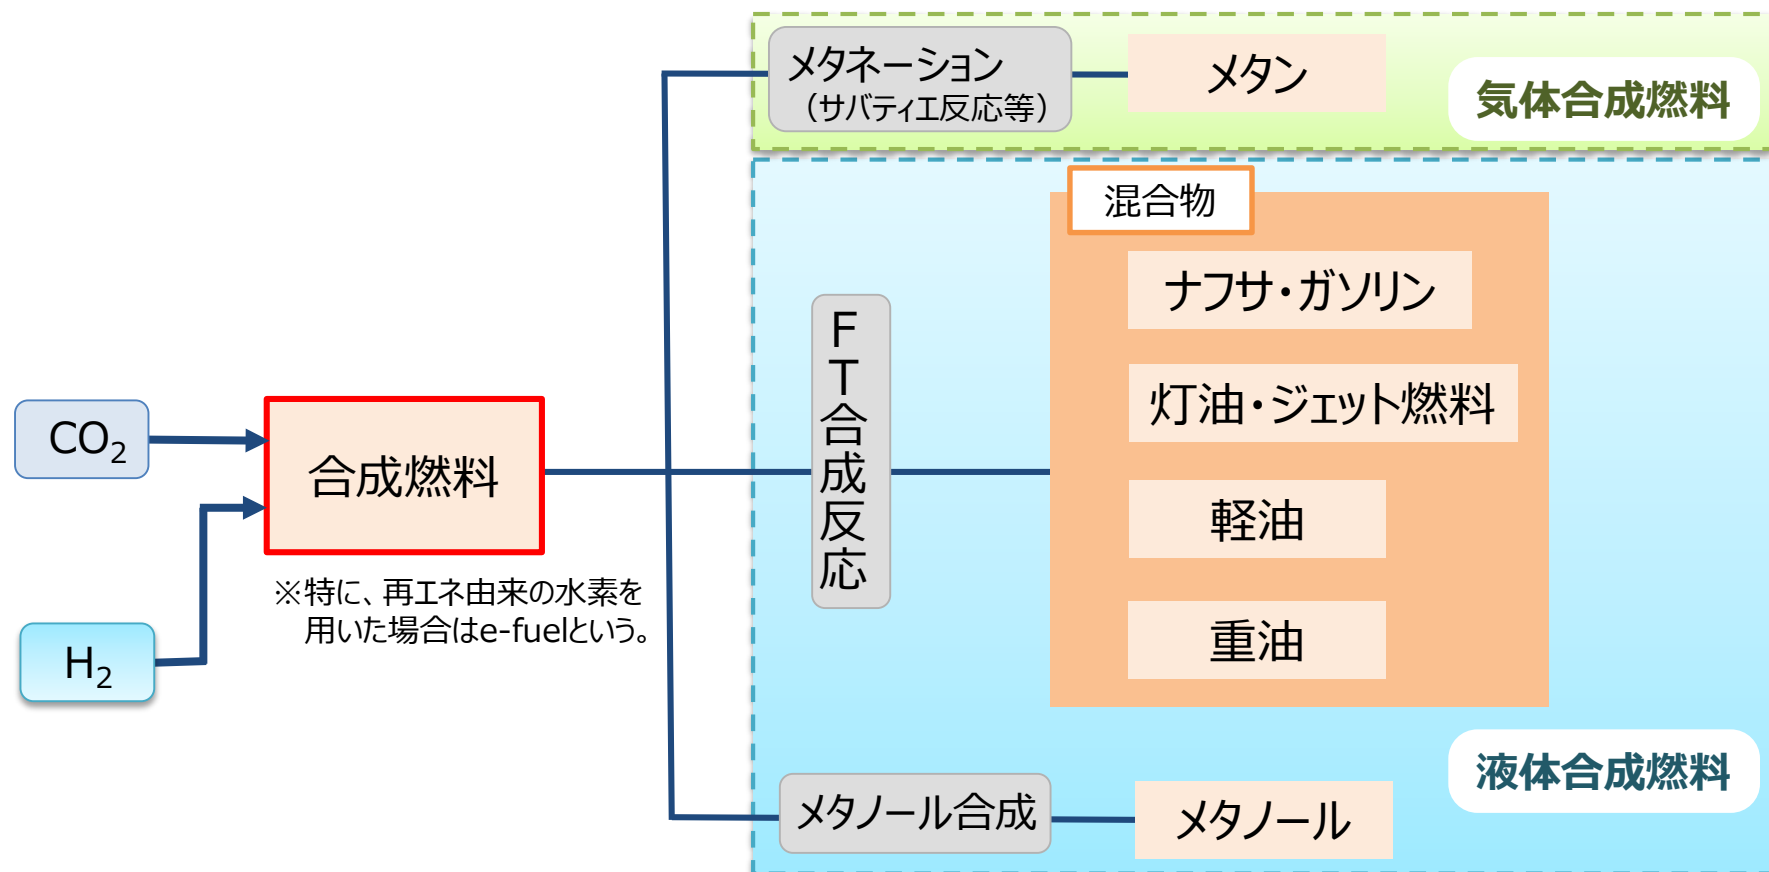 メタネーション
（サバティエ反応等）
メタン
気体合成燃料
混合物
ナフサ・ガソリン
灯油・ジェット燃料
軽油
重油
FT合成反応
CO₂
H₂
合成燃料
※特に、再エネ由来の水素を
用いた場合はe-fuelという。
液体合成燃料
メタノール合成
メタノール